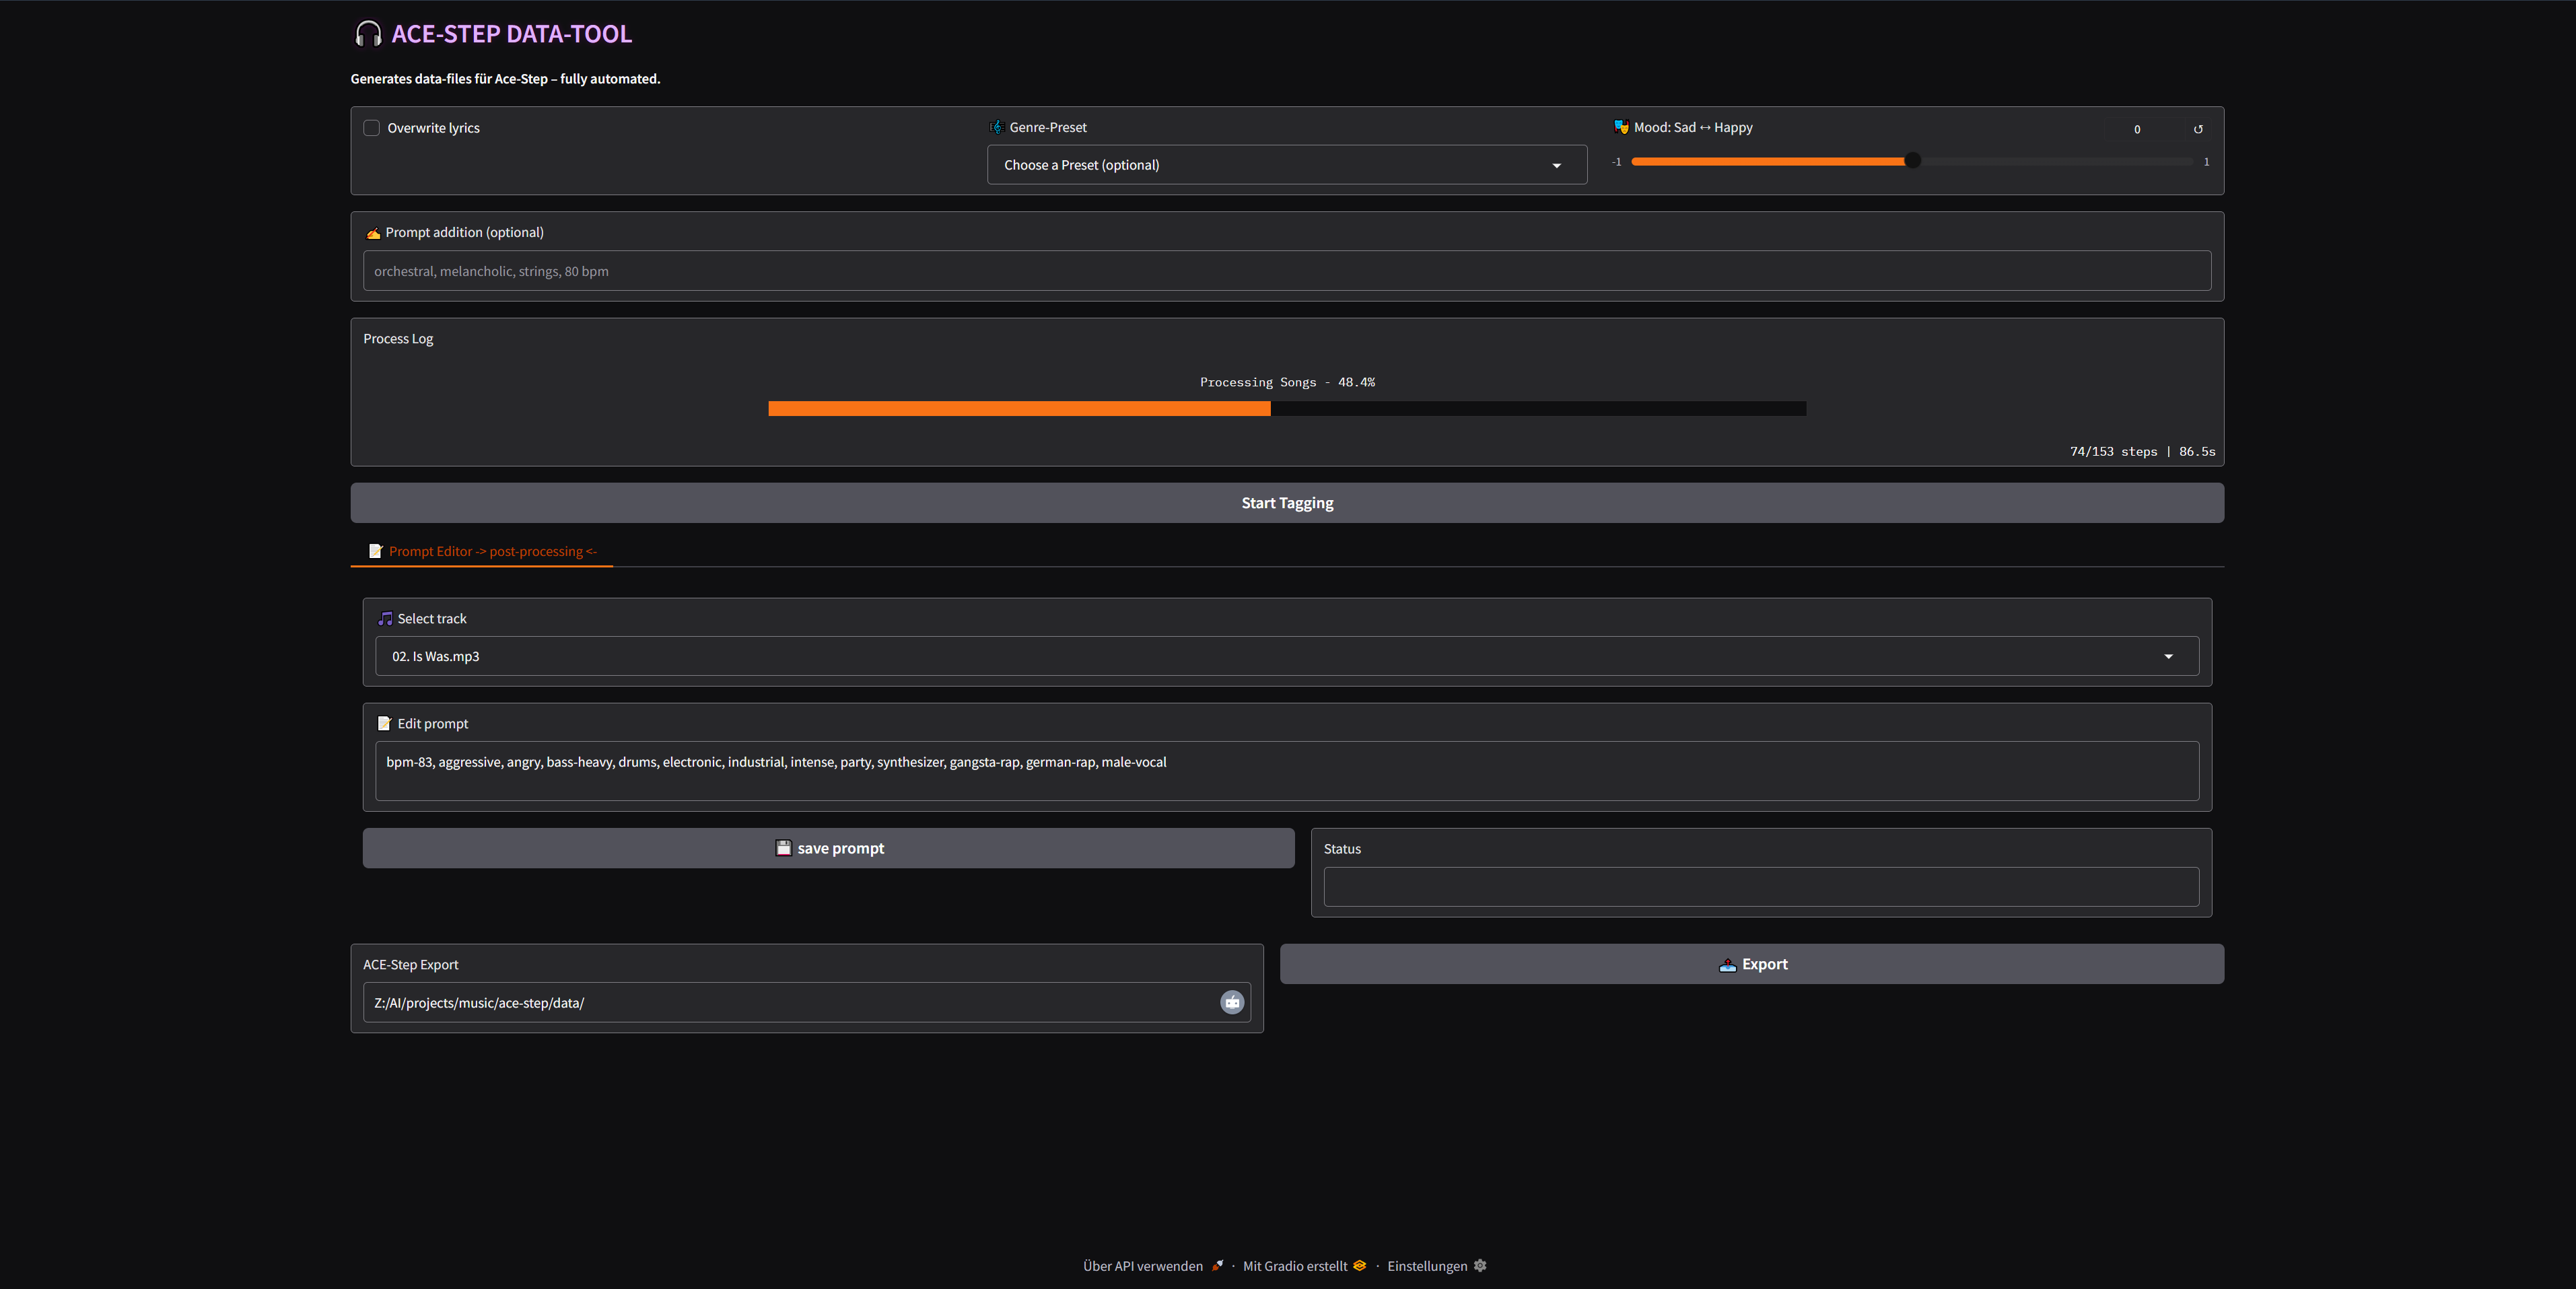 ACE-STEP DATA-TOOL
Generates data-files für Ace-Step – fully automated.
Overwrite lyrics
Genre-Preset
Choose a Preset (optional)
Mood: Sad ↔ Happy
0
-1
1
Prompt addition (optional)
orchestral, melancholic, strings, 80 bpm
Process Log
Processing Songs - 48.4%
74/153 steps | 86.5s
Start Tagging
Prompt Editor -> post-processing <-
Select track
02. Is Was.mp3
Edit prompt
bpm-83, aggressive, angry, bass-heavy, drums, electronic, industrial, intense, party, synthesizer, gangsta-rap, german-rap, male-vocal
save prompt
Status
ACE-Step Export
Z:/AI/projects/music/ace-step/data/
Export
Über API verwenden · Mit Gradio erstellt · Einstellungen